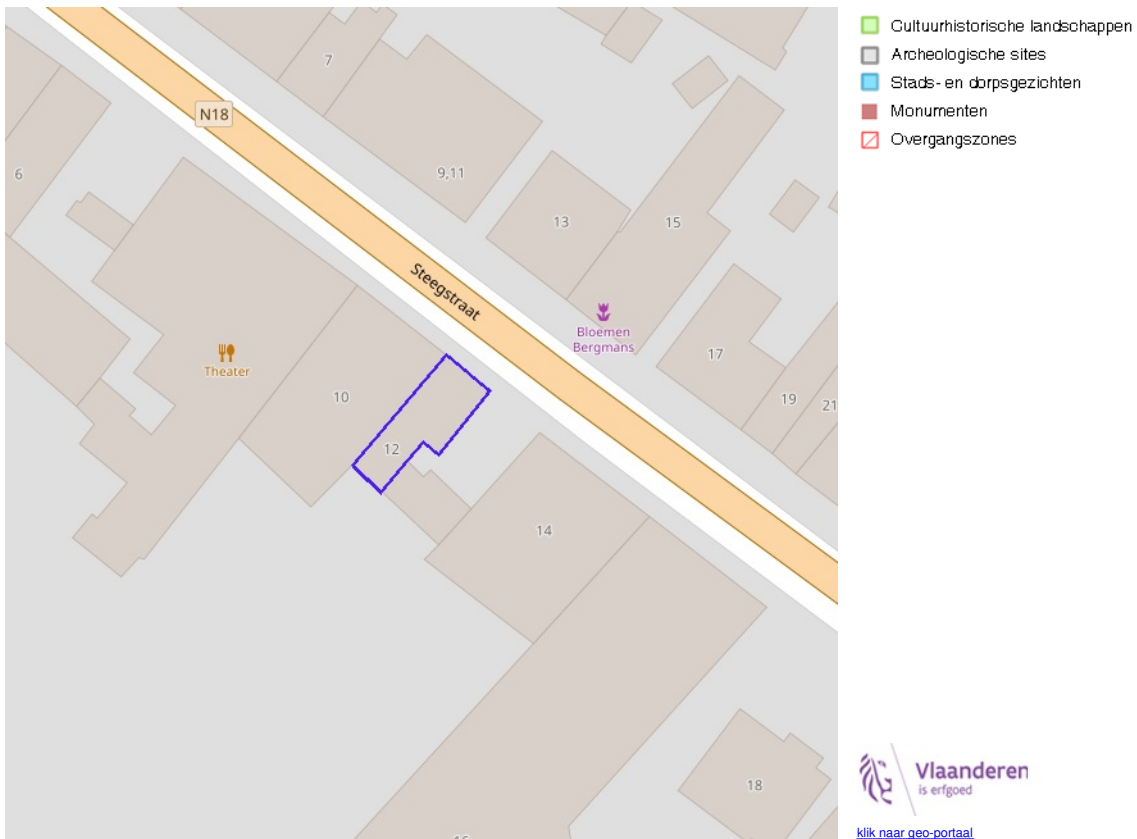 7
N18
6
9,11
13
15
Steegstraat
Bloemen
Bergmans
17
Theater
10
19
21
12
14
18
Cultuurhistorische landschappen
Archeologische sites
Stads- en dorpsgezichten
Monumenten
Overgangszones
Vlaanderen
is erfgoed
klik naar geo-portaal